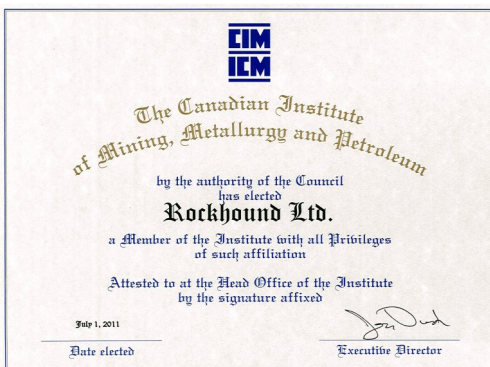 CIM
ICM
The Canadian Institute
of Mining, Metallurgy and Petroleum
by the authority of the Council
has elected
Rockhound Ltd.
a Member of the Institute with all Privileges
of such affiliation
Attested to at the Head Office of the Institute
by the signature affixed
July 1, 2011
Date elected
Executive Director